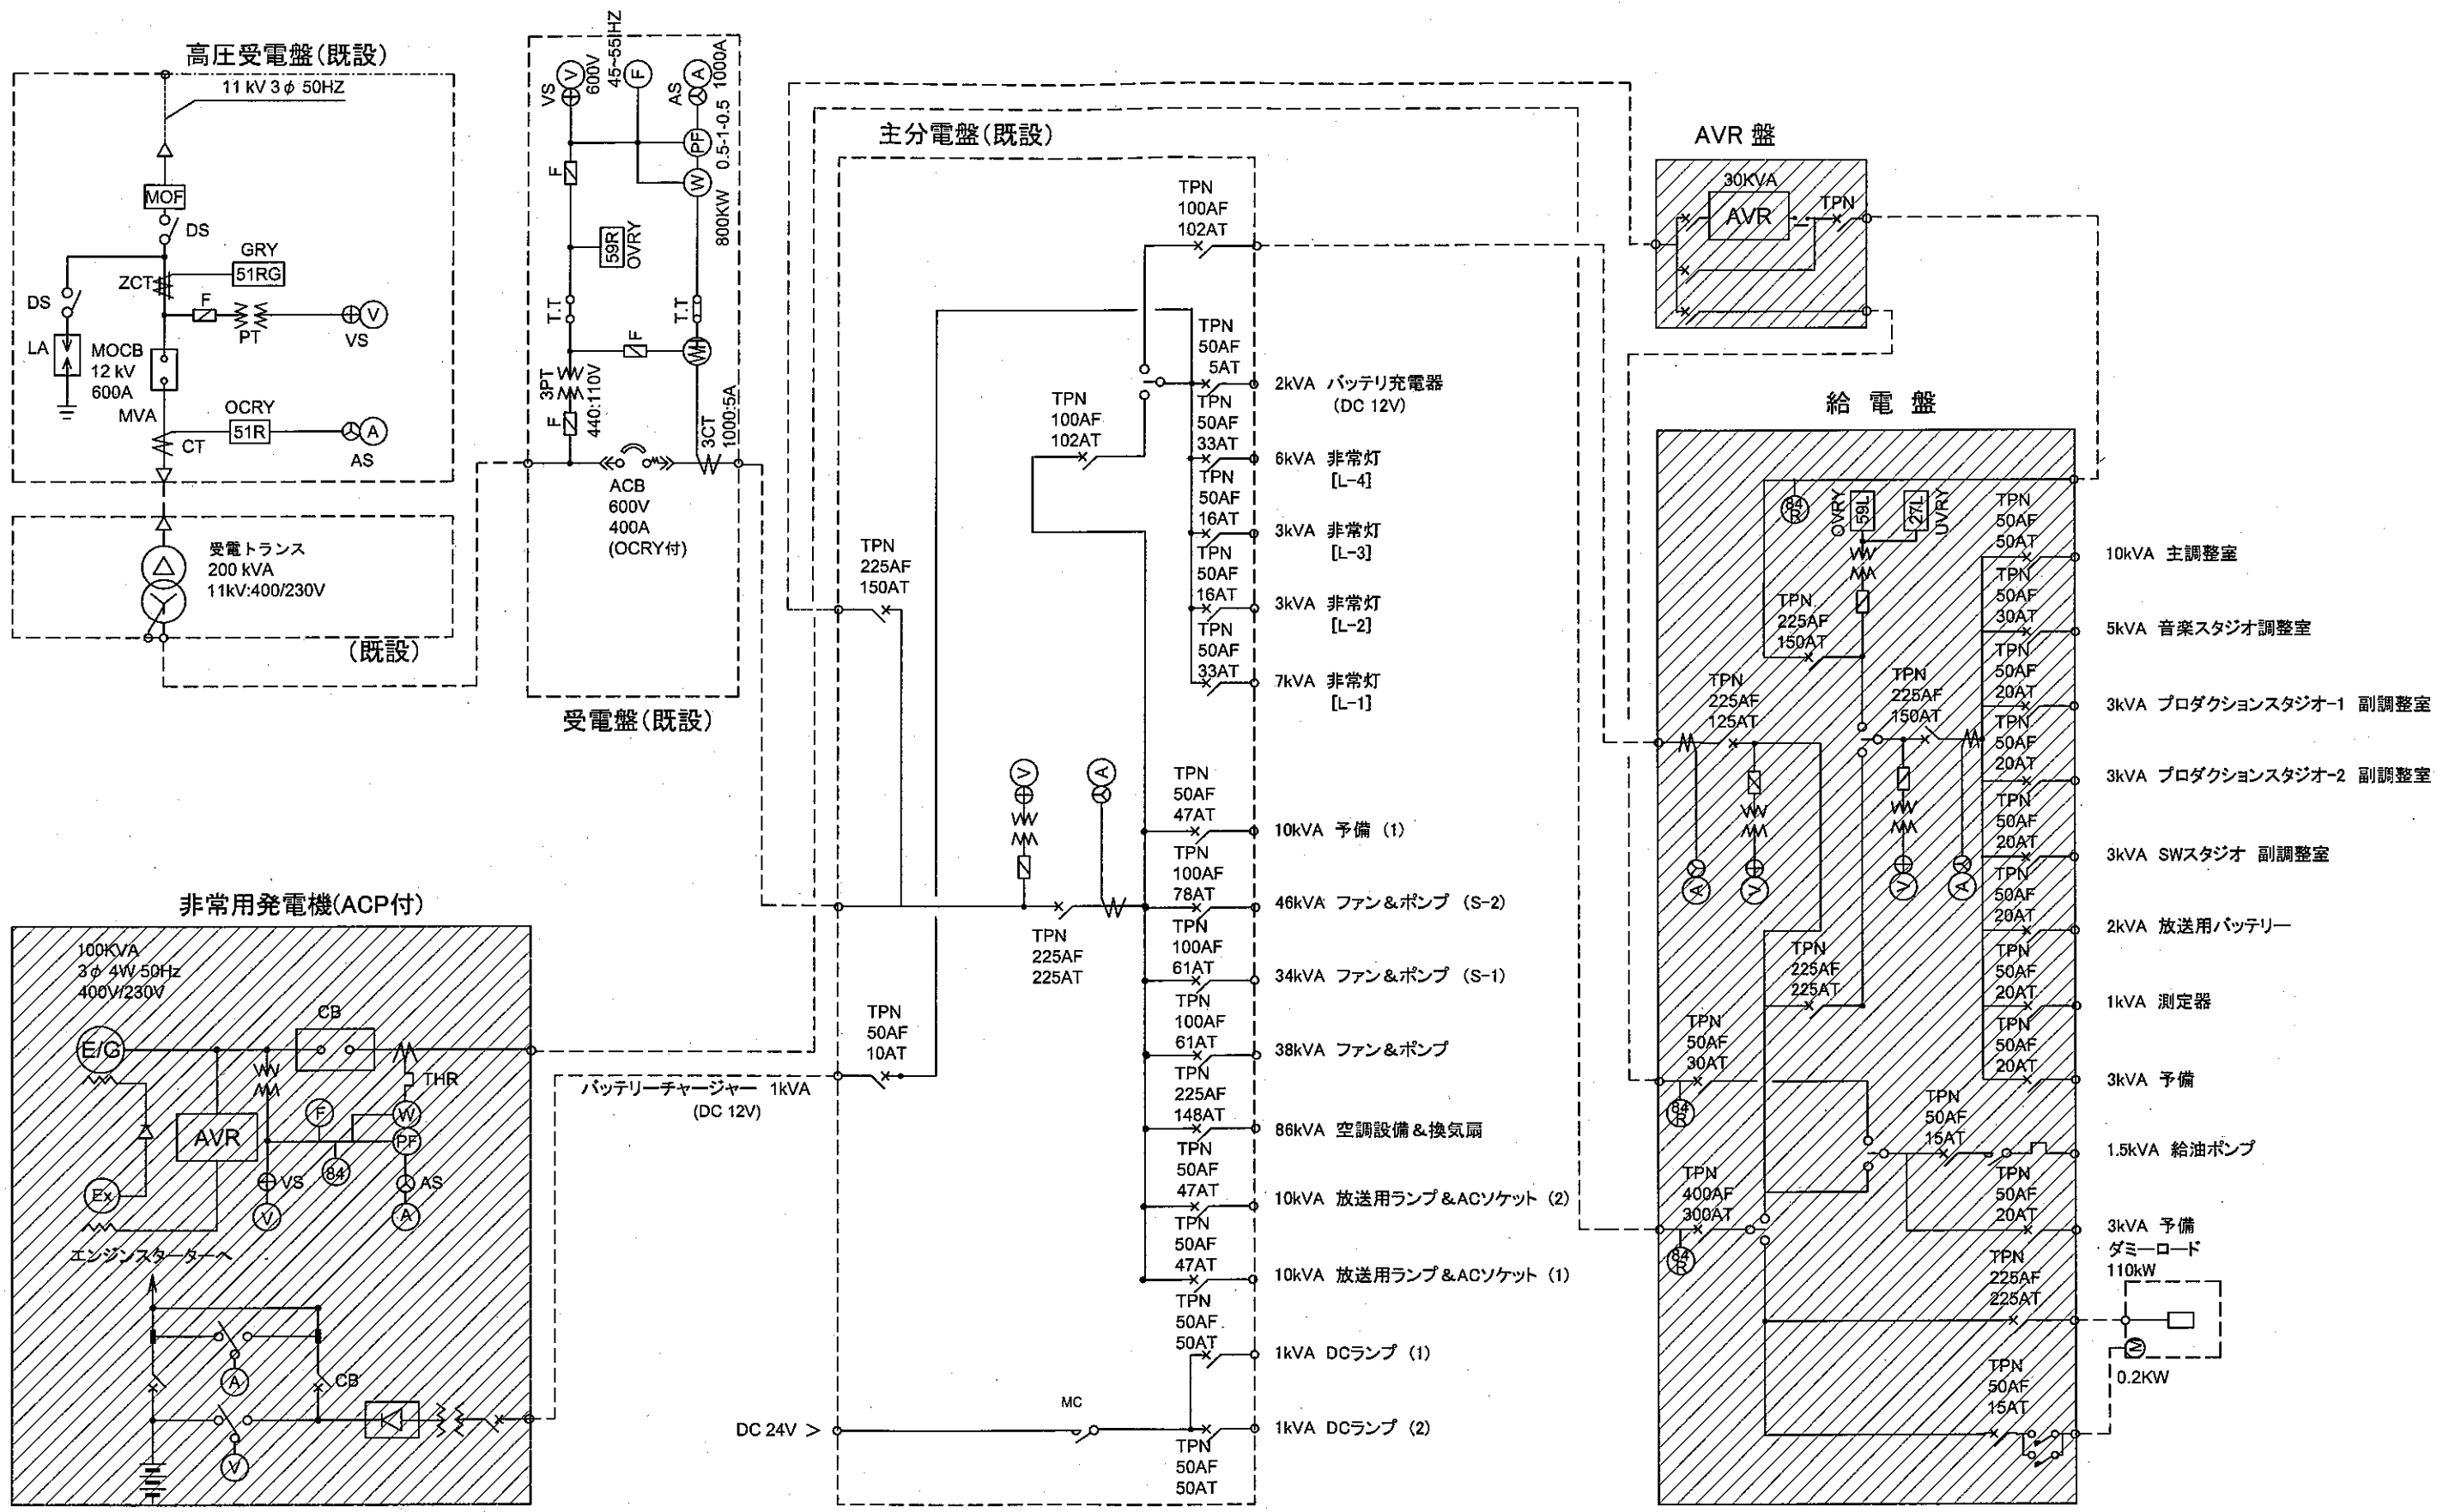 高圧受電盤(既設)
11 kV 3φ 50HZ
MOF
DS
GRY
51RG
ZCT
DS
F
PT
VS
V
LA
MOCB
12 kV
600A
MVA
OCRY
51R
CT
AS
A
受電トランス
200 kVA
11kV:400/230V
(既設)
VS
V
600V
45~55HZ
F
AS
A
1000A
PF
0.5-1-0.5
W
800KW
F
59R
OVRY
T.T
T.T
F
WH
3PT
440:110V
F
3CT
1000:5A
ACB
600V
400A
(OCRY付)
受電盤(既設)
主分電盤(既設)
TPN
100AF
102AT
TPN
50AF
5AT
2kVA バッテリ充電器
(DC 12V)
TPN
100AF
102AT
TPN
50AF
33AT
6kVA 非常灯
[L-4]
TPN
50AF
16AT
3kVA 非常灯
[L-3]
TPN
50AF
16AT
3kVA 非常灯
[L-2]
TPN
50AF
33AT
7kVA 非常灯
[L-1]
TPN
225AF
150AT
V
A
TPN
225AF
225AT
TPN
50AF
47AT
10kVA 予備 (1)
TPN
100AF
78AT
46kVA ファン&ポンプ (S-2)
TPN
100AF
61AT
34kVA ファン&ポンプ (S-1)
TPN
100AF
61AT
38kVA ファン&ポンプ
TPN
225AF
148AT
86kVA 空調設備&換気扇
TPN
50AF
47AT
10kVA 放送用ランプ&ACソケット (2)
TPN
50AF
47AT
10kVA 放送用ランプ&ACソケット (1)
TPN
50AF
50AT
1kVA DCランプ (1)
MC
DC 24V >
1kVA DCランプ (2)
TPN
50AF
50AT
TPN
50AF
10AT
バッテリーチャージャー 1kVA
(DC 12V)
非常用発電機(ACP付)
100KVA
3φ 4W 50Hz
400V/230V
CB
E/G
THR
F
W
AVR
PF
84
Ex
VS
AS
V
A
エンジンスターターへ
A
CB
V
AVR 盤
30KVA
AVR
TPN
給 電 盤
84
R
OVRY
59L
27L
UVRY
TPN
50AF
50AT
10kVA 主調整室
TPN
50AF
30AT
5kVA 音楽スタジオ調整室
TPN
225AF
150AT
TPN
50AF
20AT
3kVA プロダクションスタジオ-1 副調整室
TPN
225AF
125AT
TPN
225AF
150AT
TPN
50AF
20AT
3kVA プロダクションスタジオ-2 副調整室
TPN
50AF
20AT
3kVA SWスタジオ 副調整室
A
V
V
A
TPN
50AF
20AT
2kVA 放送用バッテリー
TPN
225AF
225AT
TPN
50AF
20AT
1kVA 測定器
TPN
50AF
30AT
84
R
TPN
50AF
20AT
3kVA 予備
TPN
50AF
15AT
1.5kVA 給油ポンプ
TPN
400AF
300AT
84
R
TPN
50AF
20AT
3kVA 予備
ダミーロード
110kW
TPN
225AF
225AT
M
0.2KW
TPN
50AF
15AT